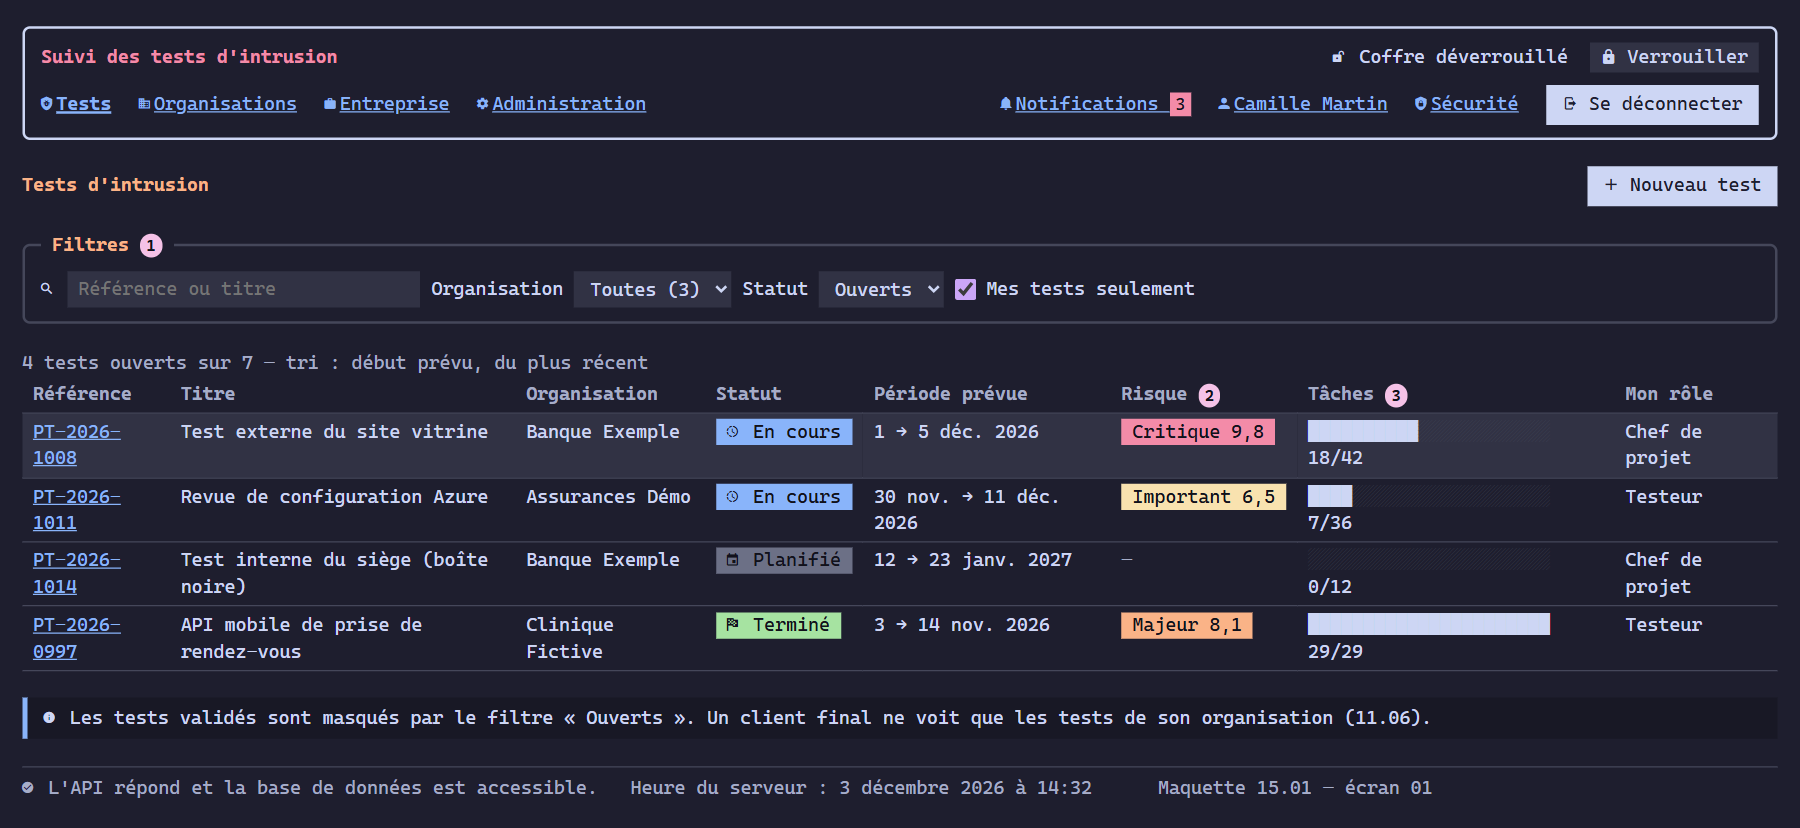 Suivi des tests d'intrusion
Coffre déverrouillé
Verrouiller
Tests Organisations Entreprise Administration
Notifications 3 Camille Martin Sécurité Se déconnecter
Tests d'intrusion
+ Nouveau test
Filtres 1
Référence ou titre Organisation Toutes (3) Statut Ouverts Mes tests seulement
4 tests ouverts sur 7 — tri : début prévu, du plus récent
Référence Titre Organisation Statut Période prévue Risque 2 Tâches 3 Mon rôle
PT-2026- Test externe du site vitrine Banque Exemple En cours 1 → 5 déc. 2026 Critique 9,8 Chef de
1008 18/42 projet
PT-2026- Revue de configuration Azure Assurances Démo En cours 30 nov. → 11 déc. Important 6,5 Testeur
1011 2026 7/36
PT-2026- Test interne du siège (boîte Banque Exemple Planifié 12 → 23 janv. 2027 — Chef de
1014 noire) 0/12 projet
PT-2026- API mobile de prise de Clinique Terminé 3 → 14 nov. 2026 Majeur 8,1 Testeur
0997 rendez-vous Fictive 29/29
Les tests validés sont masqués par le filtre « Ouverts ». Un client final ne voit que les tests de son organisation (11.06).
L'API répond et la base de données est accessible. Heure du serveur : 3 décembre 2026 à 14:32 Maquette 15.01 — écran 01